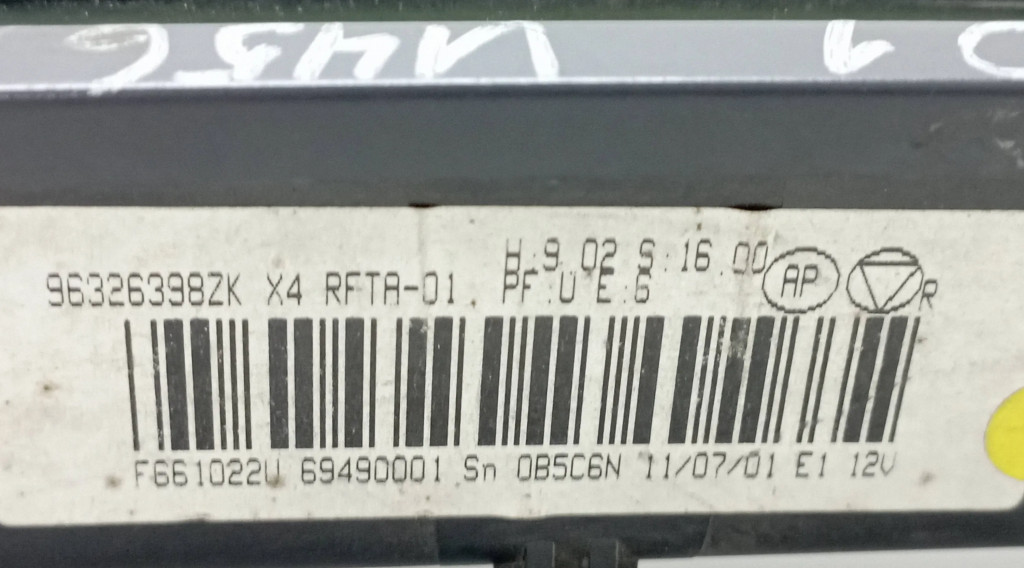 H:9.02 S:16.00
96326398ZK X4 RFTA-01. PF:U E:6
AP R
F661022U 69490001 Sn 0B5C6N 11/07/01 E1 12V